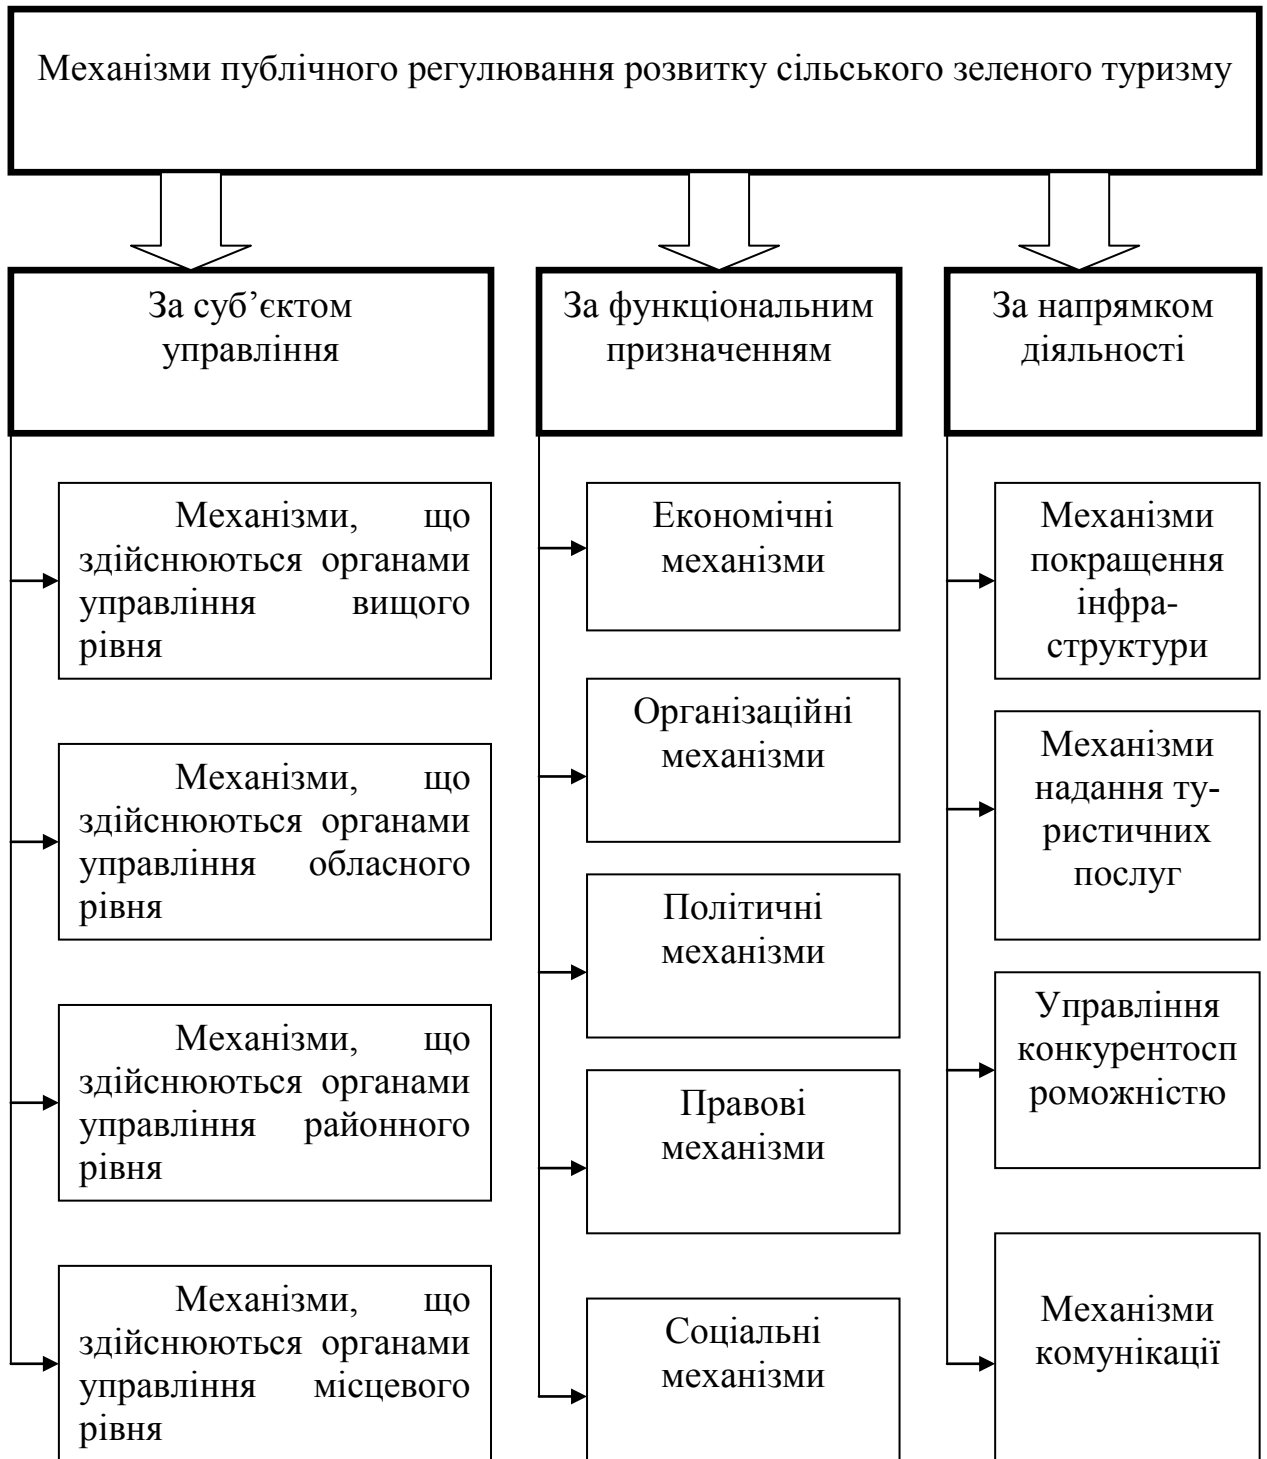 Механізми публічного регулювання розвитку сільського зеленого туризму
За суб’єктом
управління
Механізми, що
здійснюються органами
управління вищого
рівня
Механізми, що
здійснюються органами
управління обласного
рівня
Механізми, що
здійснюються органами
управління районного
рівня
Механізми, що
здійснюються органами
управління місцевого
рівня
За функціональним
призначенням
Економічні
механізми
Організаційні
механізми
Політичні
механізми
Правові
механізми
Соціальні
механізми
За напрямком
діяльності
Механізми
покращення
інфра-
структури
Механізми
надання ту-
ристичних
послуг
Управління
конкурентосп
роможністю
Механізми
комунікації